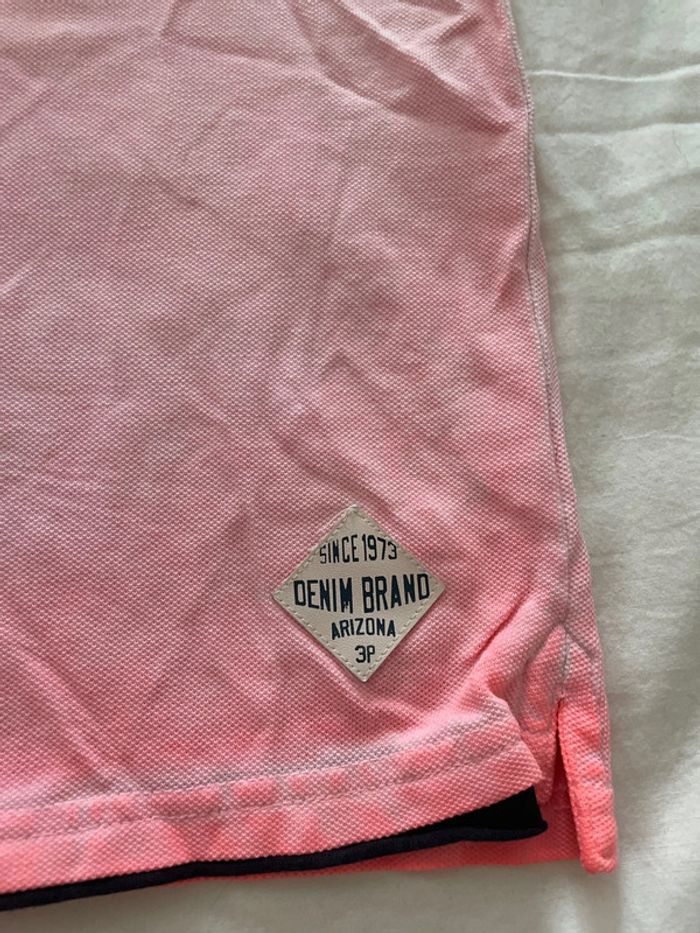 SINCE 1973
DENIM BRAND
ARIZONA
3P